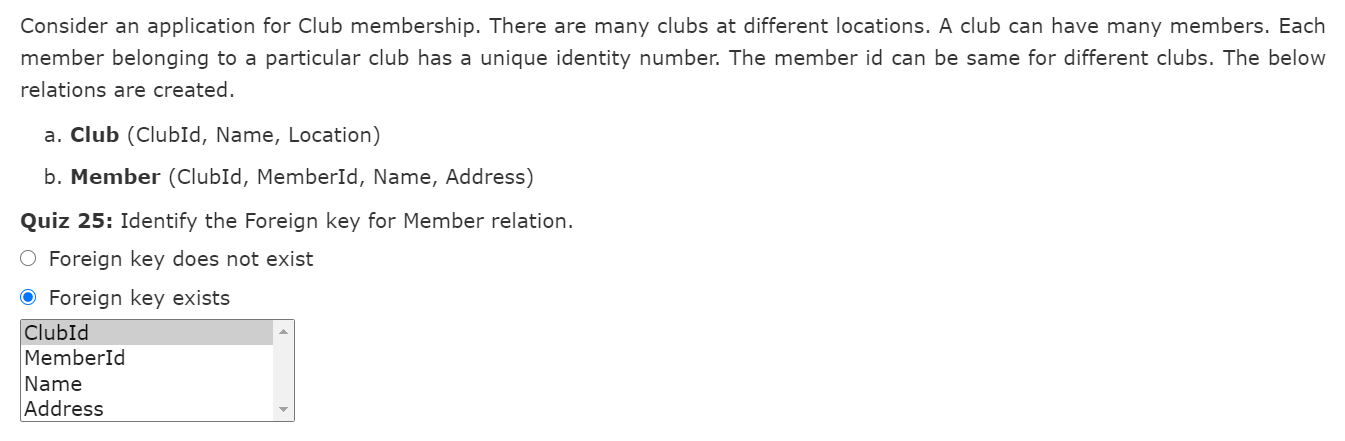 Consider an application for Club membership. There are many clubs at different locations. A club can have many members. Each
member belonging to a particular club has a unique identity number. The member id can be same for different clubs. The below
relations are created.
a. Club (ClubId, Name, Location)
b. Member (ClubId, MemberId, Name, Address)
Quiz 25: Identify the Foreign key for Member relation.
Foreign key does not exist
Foreign key exists
ClubId
MemberId
Name
Address